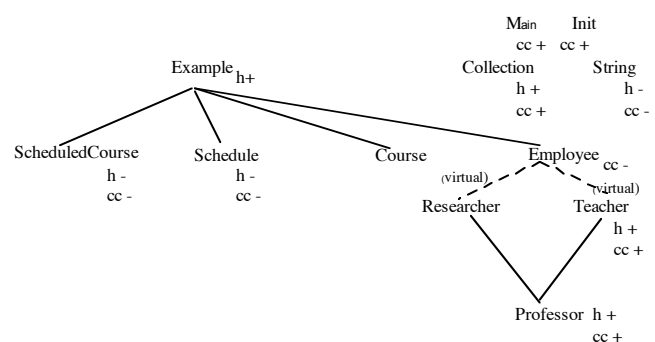 Main Init
cc + cc +
Collection String
h + h -
cc + cc -
Example h+
ScheduledCourse Schedule Course Employee cc -
h - h -
cc - cc -
(virtual) (virtual)
Researcher Teacher
h +
cc +
Professor h +
cc +